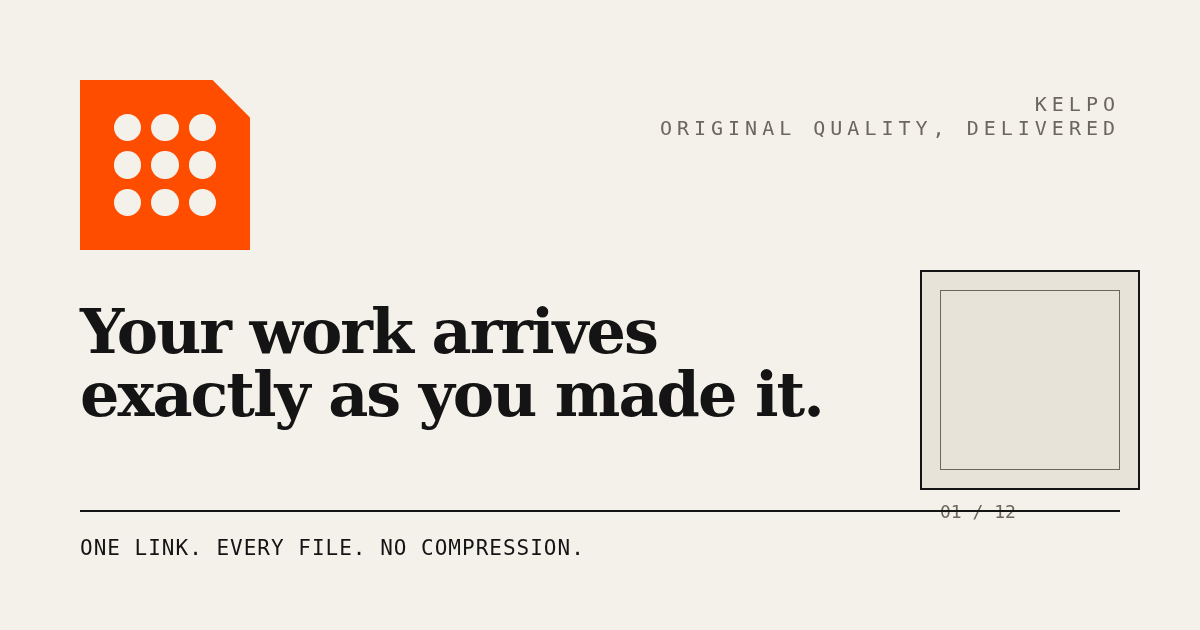 KELPO
ORIGINAL QUALITY, DELIVERED
Your work arrives
exactly as you made it.
01 / 12
ONE LINK. EVERY FILE. NO COMPRESSION.